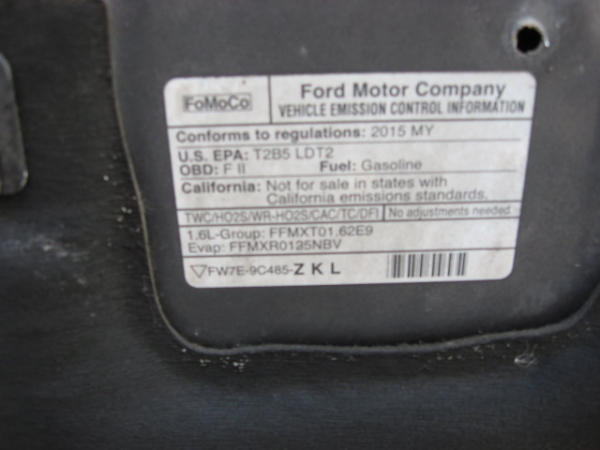 FoMoCo
Ford Motor Company
VEHICLE EMISSION CONTROL INFORMATION
Conforms to regulations: 2015 MY
U.S. EPA: T2B5 LDT2
OBD: F II Fuel: Gasoline
California: Not for sale in states with
California emissions standards.
TWC/HO2S/WR-HO2S/CAC/TC/DFI No adjustments needed.
1.6L-Group: FFMXT01.62E9
Evap: FFMXR0125NBV
FW7E-9C485-Z K L